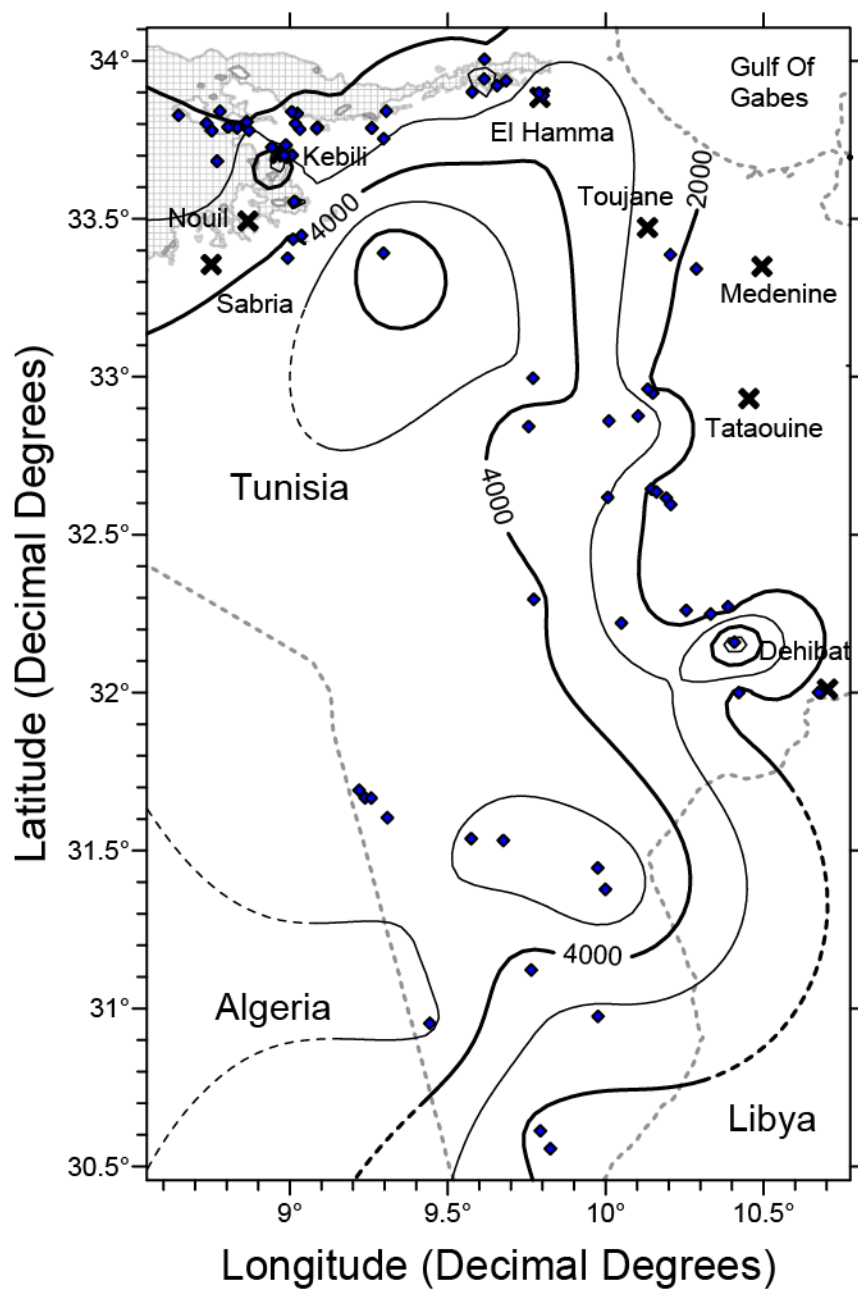 34°
33.5°
33°
32.5°
32°
31.5°
31°
30.5°
Latitude (Decimal Degrees)
Gulf Of
Gabes
El Hamma
Kebili
2000
Toujane
4000
Nouil
Sabria
Medenine
Tataouine
Tunisia
4000
Dehibat
4000
Algeria
Libya
9°
9.5°
10°
10.5°
Longitude (Decimal Degrees)